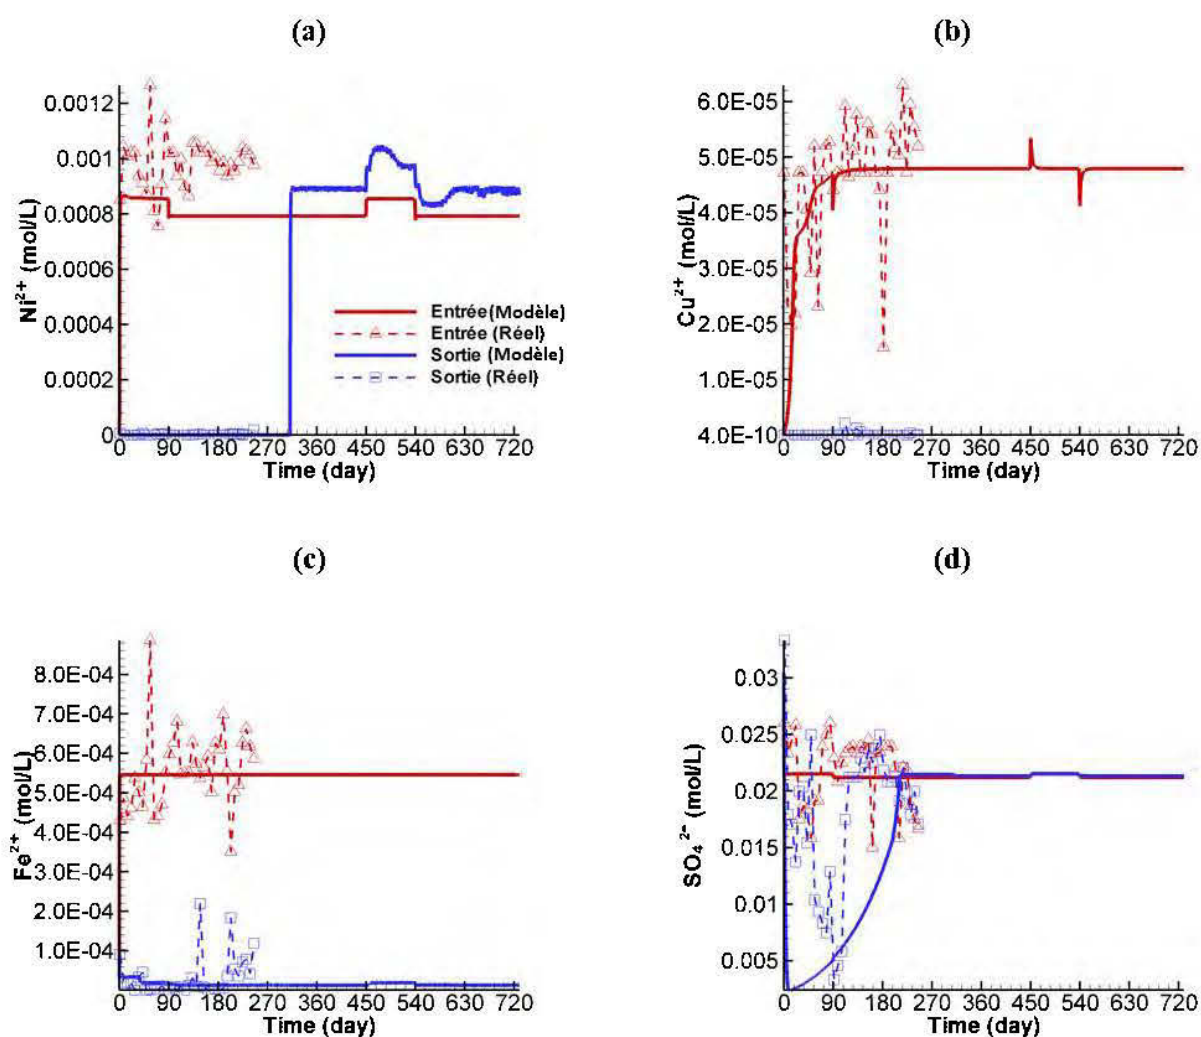 (a)
Ni²⁺ (mol/L)
0.0012
0.001
0.0008
0.0006
0.0004
0.0002
0
0 90 180 270 360 450 540 630 720
Time (day)
Entrée(Modèle)
Entrée (Réel)
Sortie (Modèle)
Sortie (Réel)
(b)
Cu²⁺ (mol/L)
6.0E-05
5.0E-05
4.0E-05
3.0E-05
2.0E-05
1.0E-05
4.0E-10
0 90 180 270 360 450 540 630 720
Time (day)
(c)
Fe²⁺ (mol/L)
8.0E-04
7.0E-04
6.0E-04
5.0E-04
4.0E-04
3.0E-04
2.0E-04
1.0E-04
0 90 180 270 360 450 540 630 720
Time (day)
(d)
SO₄²⁻ (mol/L)
0.03
0.025
0.02
0.015
0.01
0.005
0 90 180 270 360 450 540 630 720
Time (day)